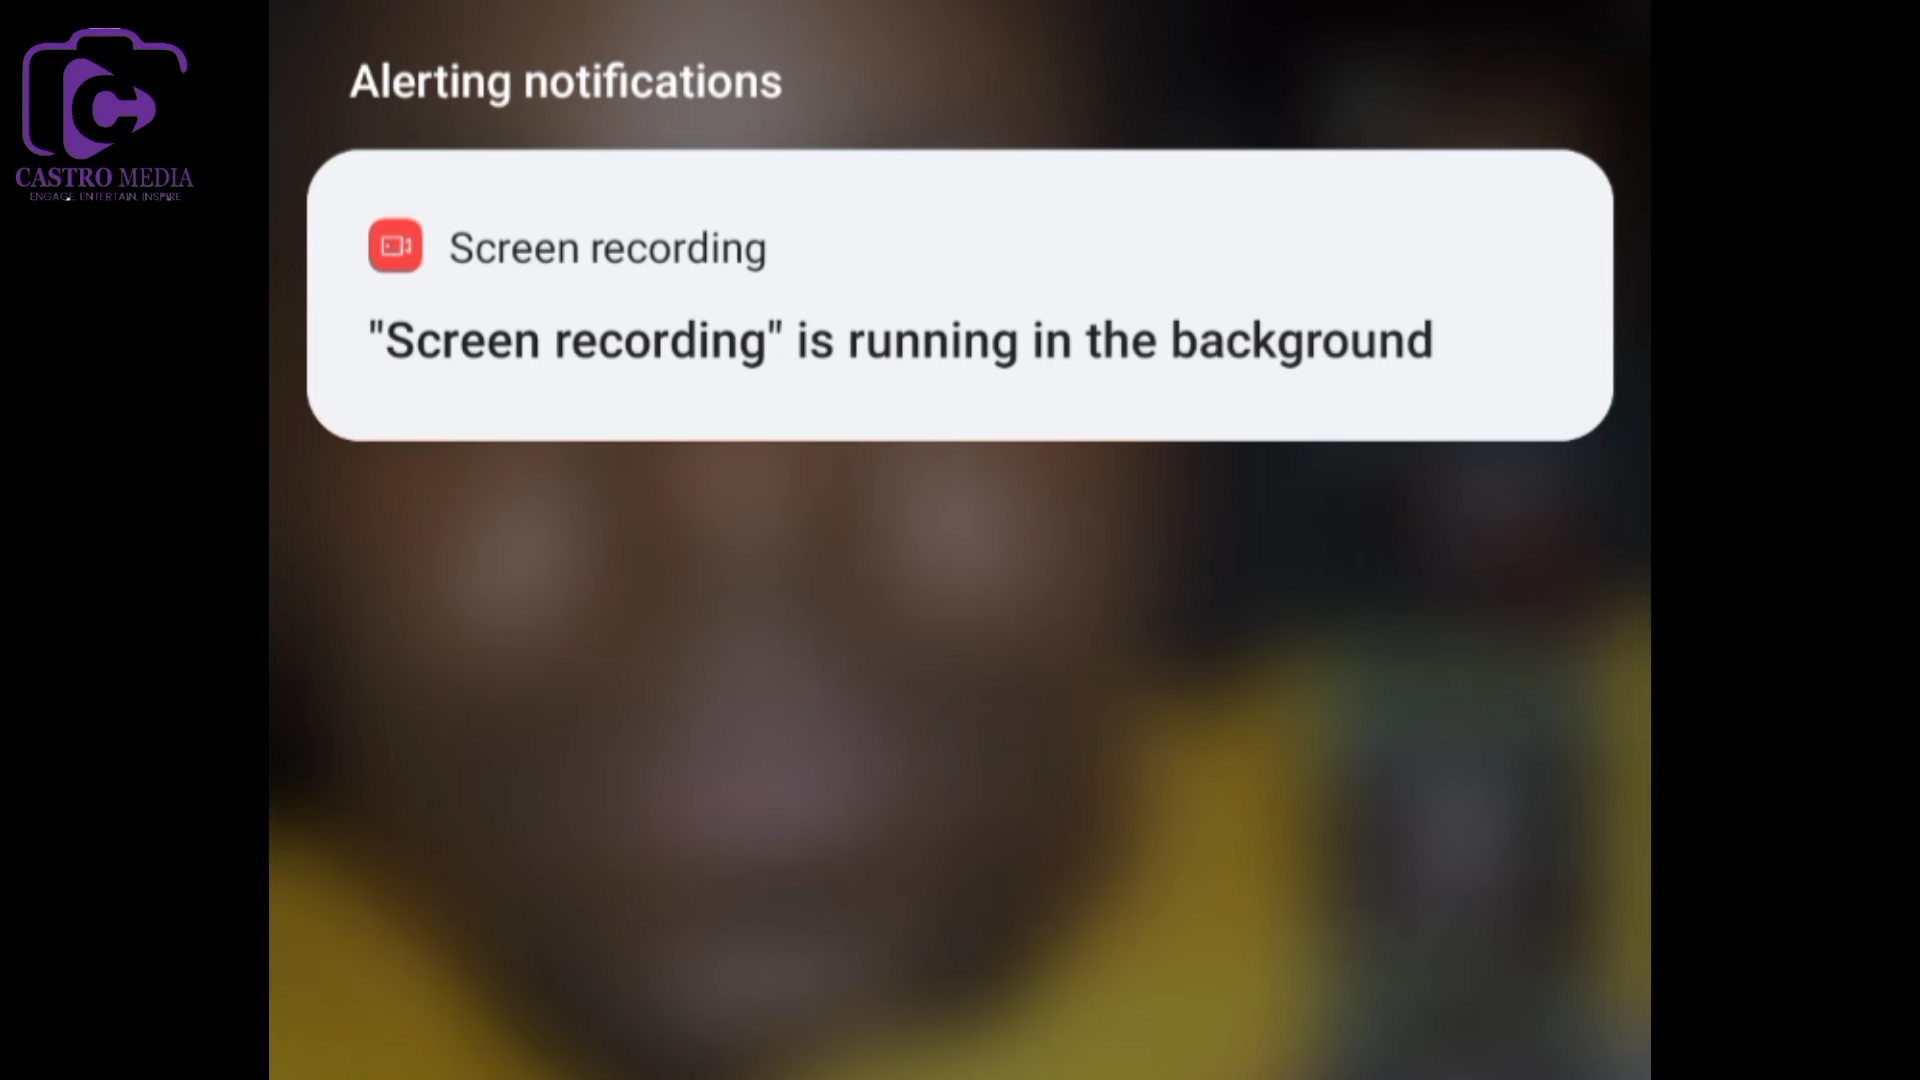 Alerting notifications
Screen recording
"Screen recording" is running in the background
CASTRO MEDIA
ENGAGE. ENTERTAIN. INSPIRE